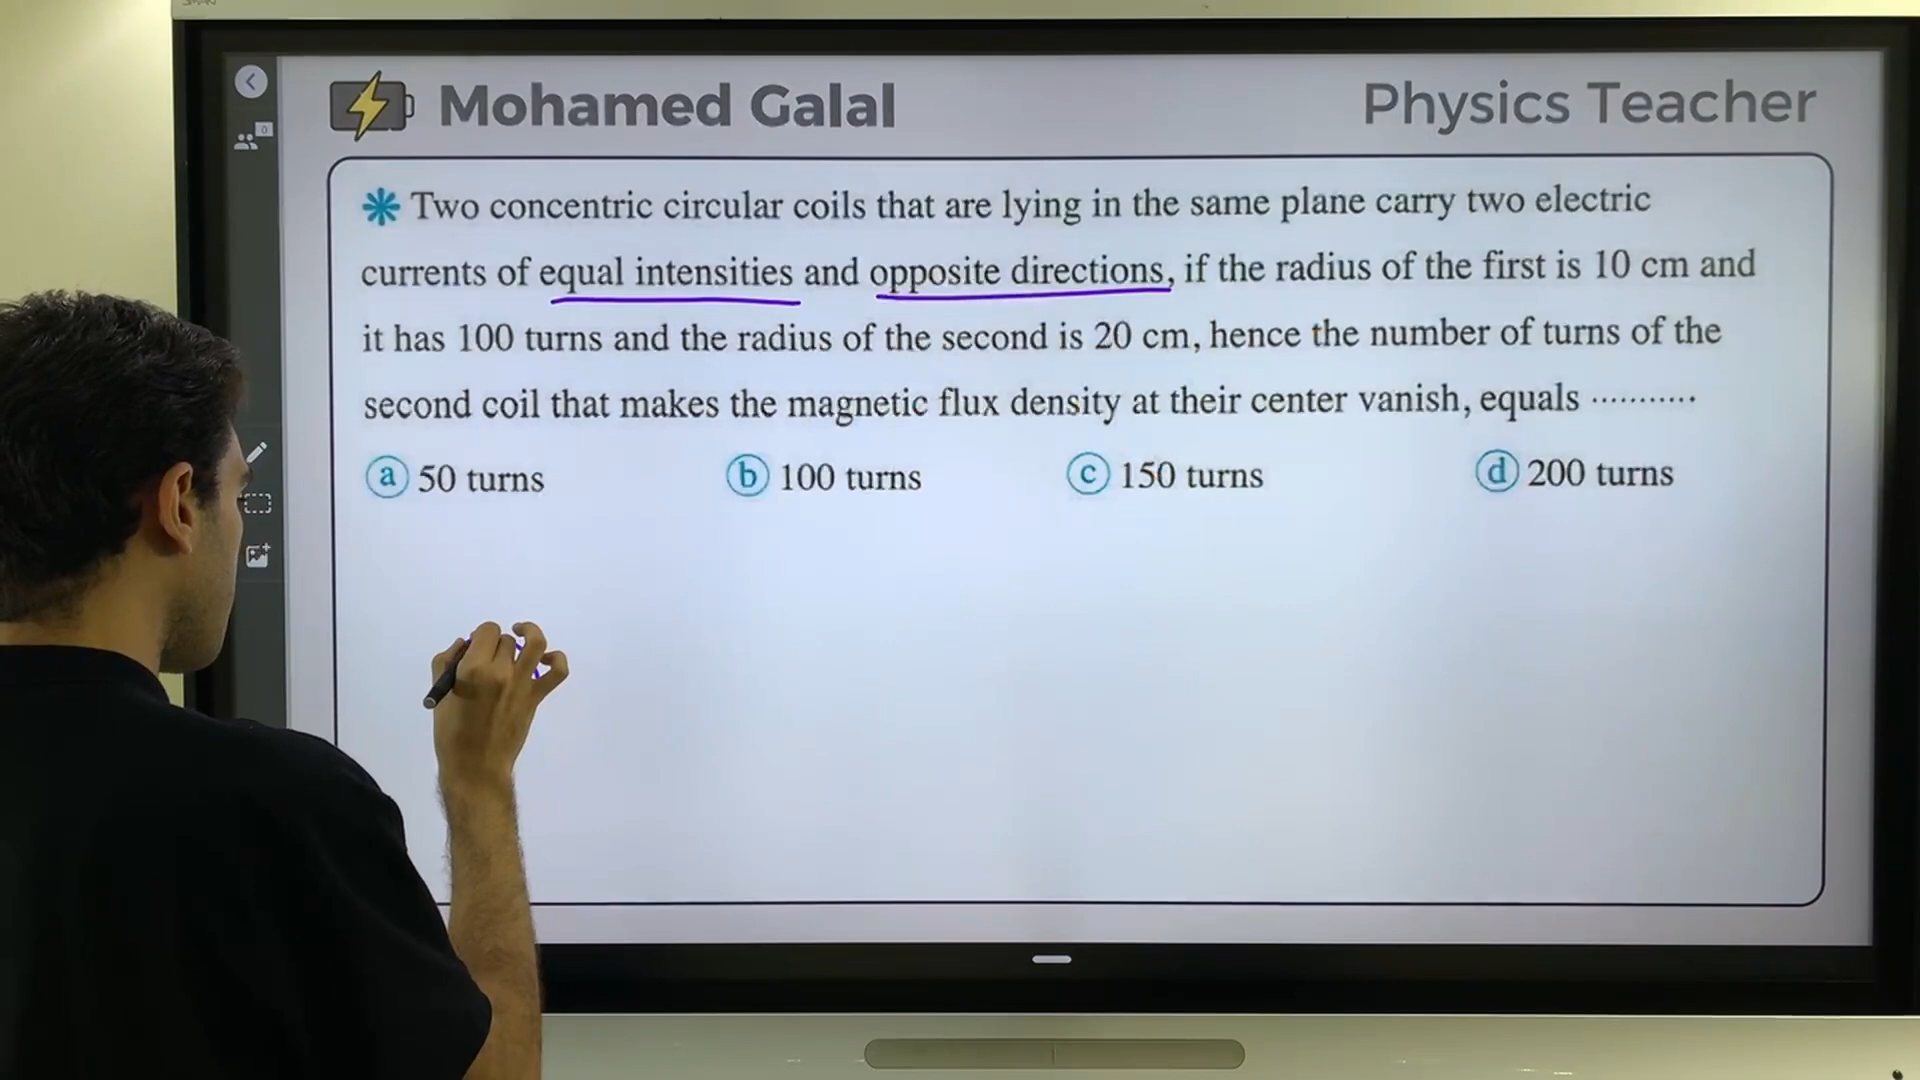 Mohamed Galal
Physics Teacher
Two concentric circular coils that are lying in the same plane carry two electric
currents of equal intensities and opposite directions, if the radius of the first is 10 cm and
it has 100 turns and the radius of the second is 20 cm, hence the number of turns of the
second coil that makes the magnetic flux density at their center vanish, equals ...........
a 50 turns
b 100 turns
c 150 turns
d 200 turns